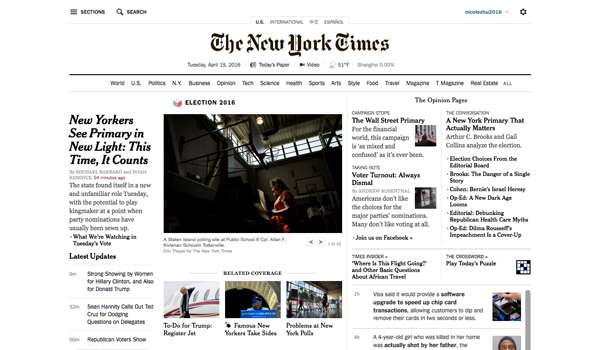 SECTIONS
SEARCH
nicolezhu2016
U.S. INTERNATIONAL 中文 ESPAÑOL
The New York Times
Tuesday, April 19, 2016 Today's Paper Video 51°F Shanghai 0.00%
World U.S. Politics N.Y. Business Opinion Tech Science Health Sports Arts Style Food Travel Magazine T Magazine Real Estate ALL
New Yorkers
See Primary in
New Light: This
Time, It Counts
By MICHAEL BARBARO and NOAH
REMNICK 54 minutes ago
The state found itself in a new
and unfamiliar role Tuesday,
with the potential to play
kingmaker at a point when
party nominations have
usually been sewn up.
• What We're Watching in
Tuesday's Vote
Latest Updates
9m Strong Showing by Women
for Hillary Clinton, and Also
for Donald Trump
32m Sean Hannity Calls Out Ted
Cruz for Dodging
Questions on Delegates
50m Republican Voters Show
ELECTION 2016
A Staten Island polling site at Public School 6 Cpl. Allan F.
Kivlehan School in Tottenville.
Eric Thayer for The New York Times
1 of 10
RELATED COVERAGE
To-Do for Trump:
Register Jet
Famous New
Yorkers Take Sides
Problems at New
York Polls
The Opinion Pages
CAMPAIGN STOPS
The Wall Street Primary
For the financial
world, this campaign
is 'as mixed and
confused' as it's ever been.
TAKING NOTE
Voter Turnout: Always
Dismal
By ANDREW ROSENTHAL
Americans don't like
the choices for the
major parties' nominations.
Many don't like voting at all.
• Join us on Facebook »
THE CONVERSATION
A New York Primary That
Actually Matters
Arthur C. Brooks and Gail
Collins analyze the election.
• Election Choices From the
Editorial Board
• Brooks: The Danger of a Single
Story
• Cohen: Bernie's Israel Heresy
• Op-Ed: A New Dark Age
Looms
• Editorial: Debunking
Republican Health Care Myths
• Op-Ed: Dilma Rousseff's
Impeachment Is a Cover-Up
TIMES INSIDER »
'Where Is This Flight Going?'
and Other Basic Questions
About African Travel
THE CROSSWORD »
Play Today's Puzzle
1h Visa said it would provide a software
upgrade to speed up chip card
transactions, allowing customers to dip and
remove their cards in two seconds or less.
4h A 4-year-old girl who was killed in her home
was actually shot by her father, the